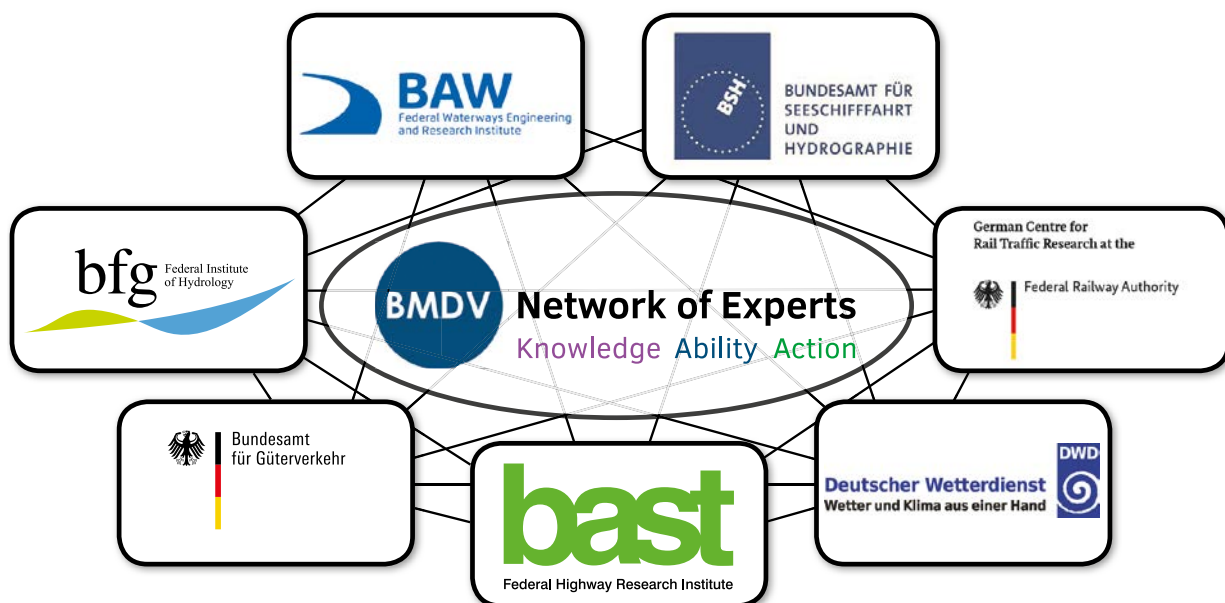 BAW
Federal Waterways Engineering
and Research Institute
BSH
BUNDESAMT FÜR
SEESCHIFFFAHRT
UND
HYDROGRAPHIE
bfg
Federal Institute
of Hydrology
BMDV
Network of Experts
Knowledge Ability Action
German Centre for
Rail Traffic Research at the
Federal Railway Authority
Bundesamt
für Güterverkehr
bast
Federal Highway Research Institute
DWD
Deutscher Wetterdienst
Wetter und Klima aus einer Hand